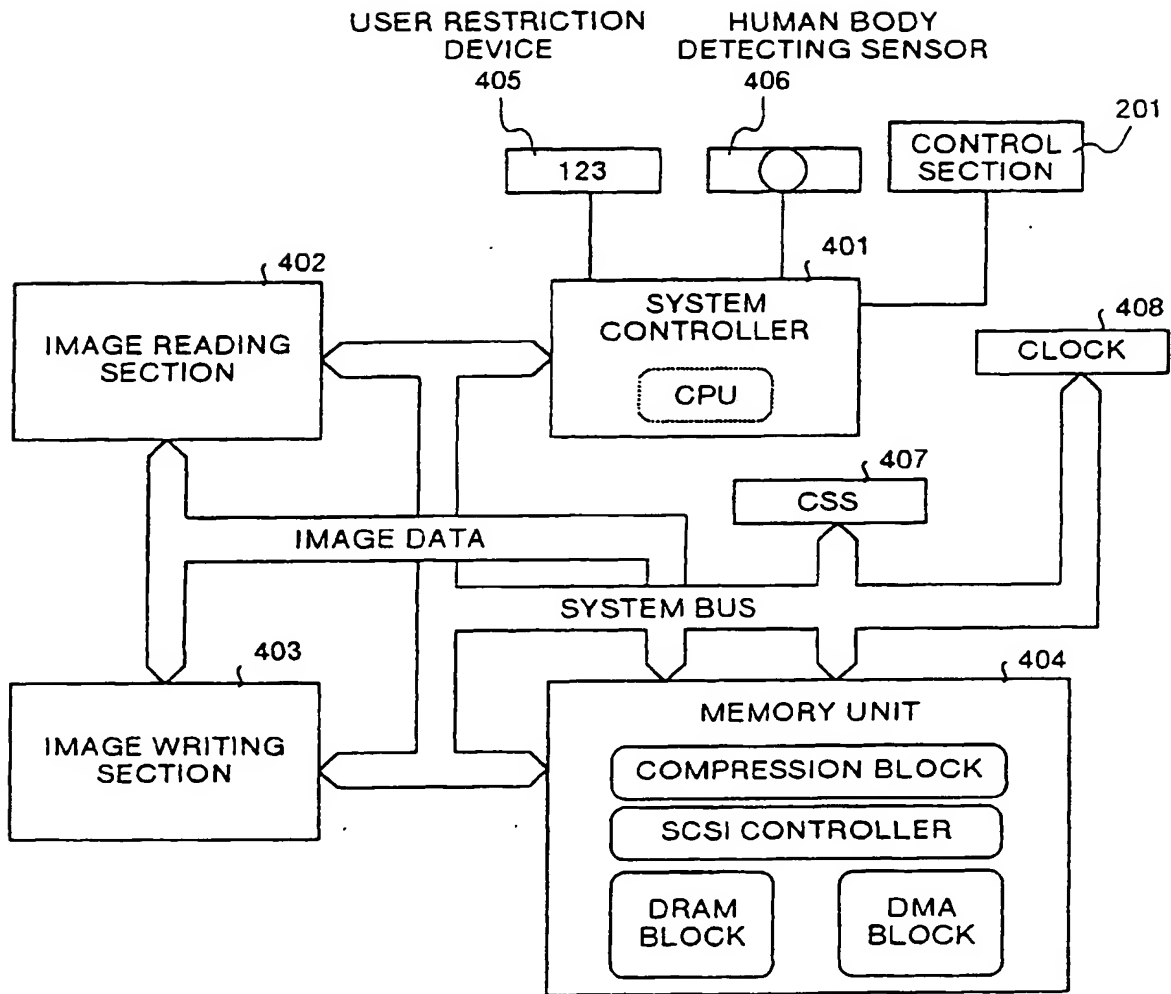 USER RESTRICTION
DEVICE
405
HUMAN BODY
DETECTING SENSOR
406
201
123
CONTROL
SECTION
402
401
IMAGE READING
SECTION
SYSTEM
CONTROLLER
CPU
408
CLOCK
407
CSS
IMAGE DATA
SYSTEM BUS
403
404
IMAGE WRITING
SECTION
MEMORY UNIT
COMPRESSION BLOCK
SCSI CONTROLLER
DRAM
BLOCK
DMA
BLOCK